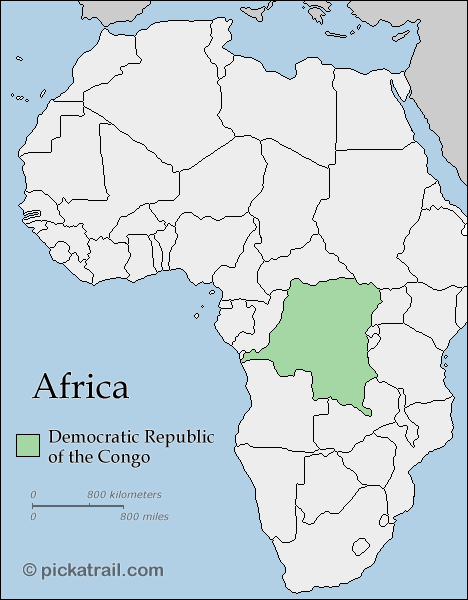 Africa
Democratic Republic
of the Congo
0 800 kilometers
0 800 miles
© pickatrail.com